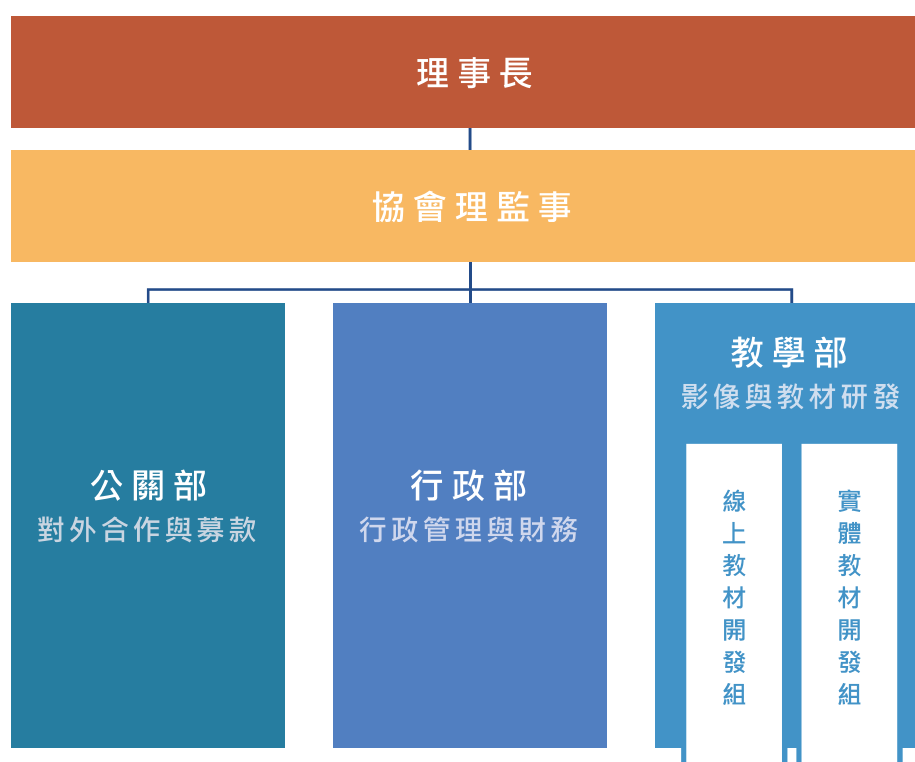 理事長
協會理監事
公關部
對外合作與募款
行政部
行政管理與財務
教學部
影像與教材研發
線上教材開發組
實體教材開發組